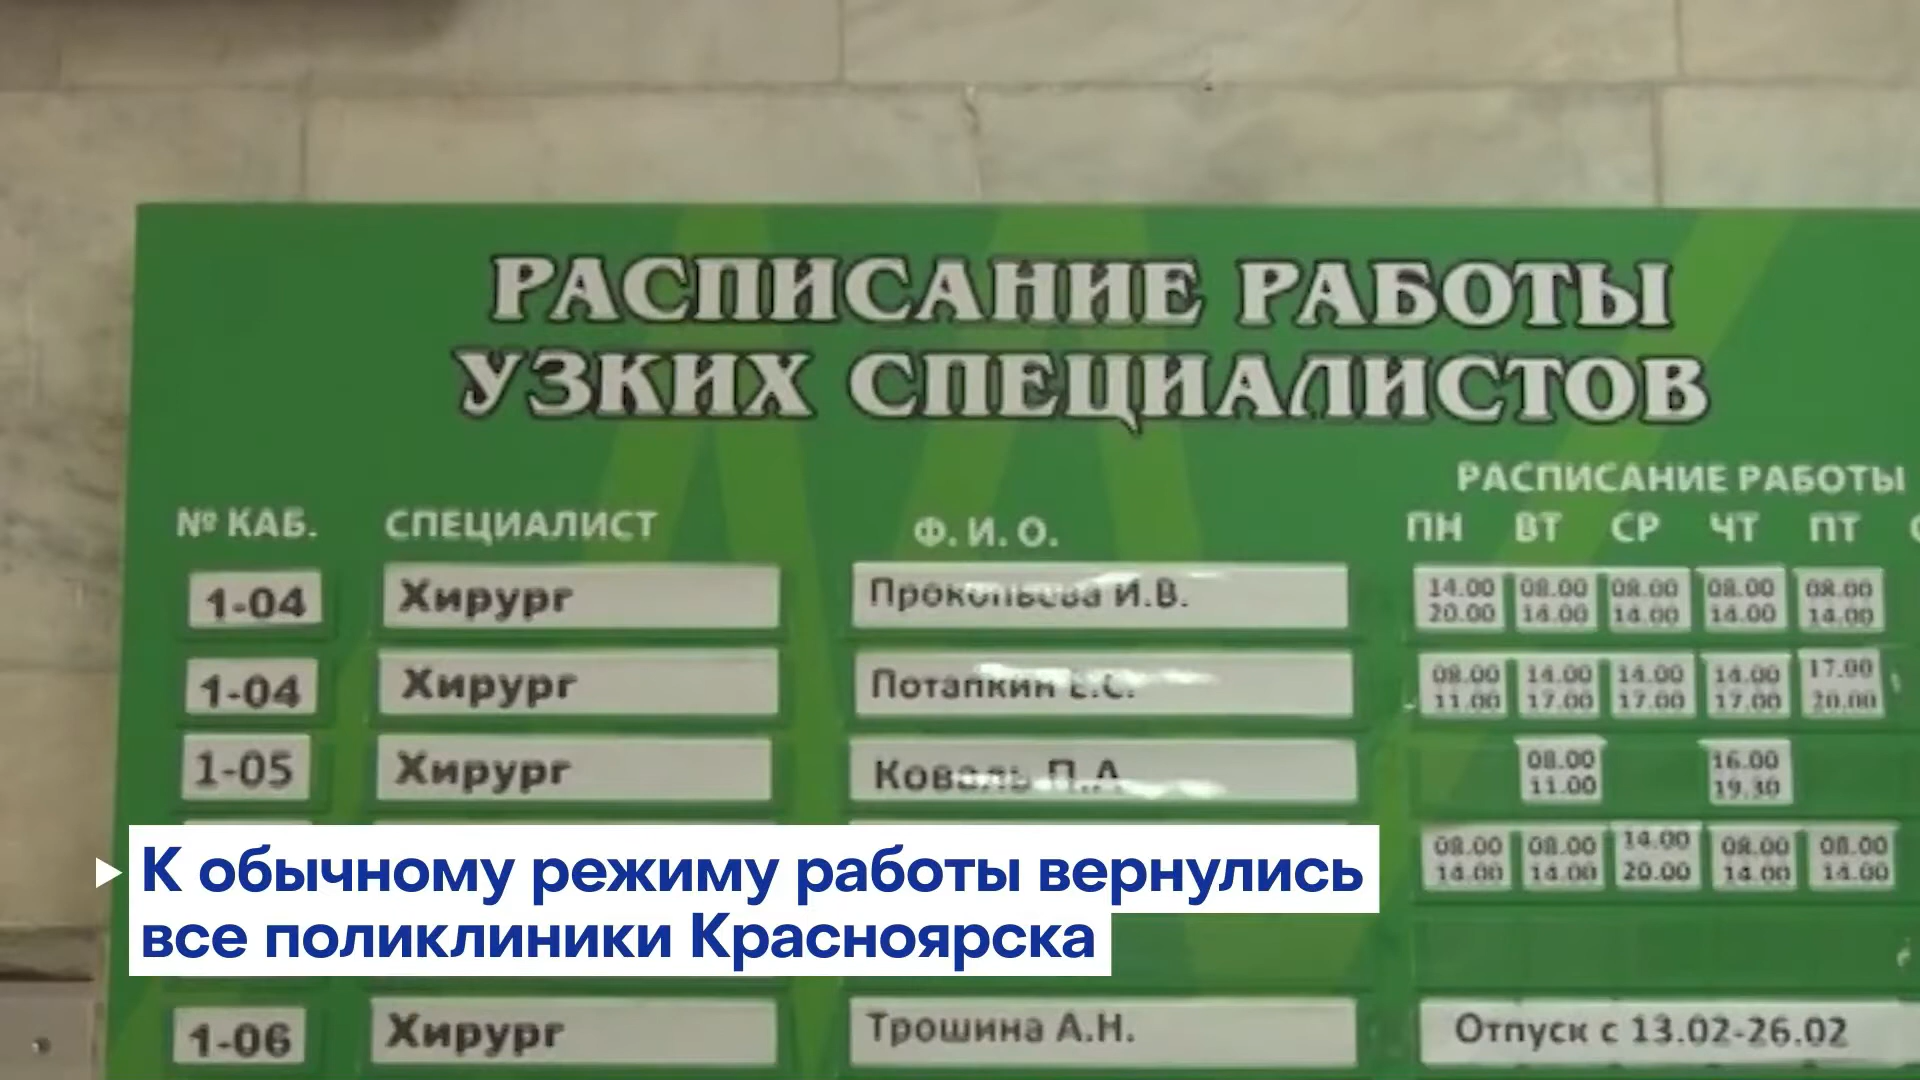 РАСПИСАНИЕ РАБОТЫ
УЗКИХ СПЕЦИАЛИСТОВ
РАСПИСАНИЕ РАБОТЫ
№ КАБ. СПЕЦИАЛИСТ Ф. И. О. ПН ВТ СР ЧТ ПТ
1-04 Хирург Прокопьева И.В. 14.00 08.00 08.00 08.00 08.00
20.00 14.00 14.00 14.00 14.00
1-04 Хирург Потапкин Е.С. 08.00 14.00 14.00 14.00 17.00
11.00 17.00 17.00 17.00 20.00
1-05 Хирург Коваль П.А 08.00 16.00
11.00 19.30
08.00 08.00 14.00 08.00 08.00
14.00 14.00 20.00 14.00 14.00
К обычному режиму работы вернулись
все поликлиники Красноярска
1-06 Хирург Трошина А.Н. Отпуск с 13.02-26.02